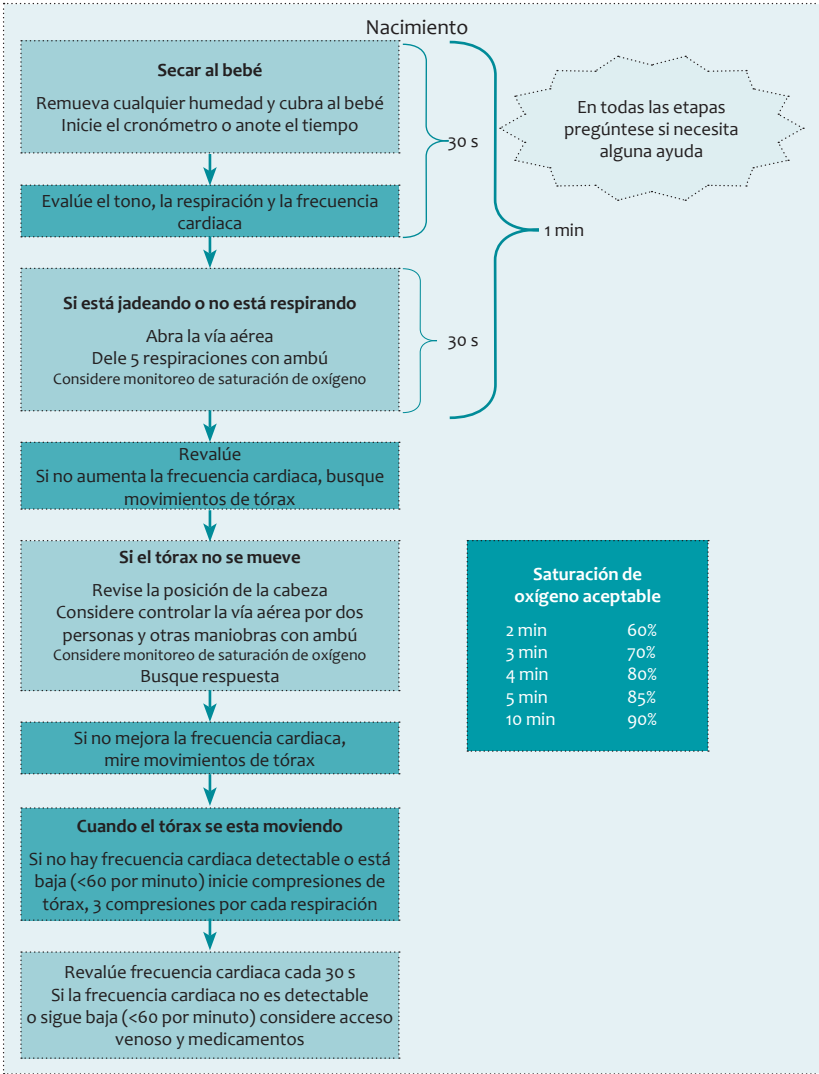 Nacimiento
Secar al bebé
Remueva cualquier humedad y cubra al bebé
Inicie el cronómetro o anote el tiempo
30 s
En todas las etapas
pregúntese si necesita
alguna ayuda
Evalúe el tono, la respiración y la frecuencia
cardiaca
1 min
Si está jadeando o no está respirando
Abra la vía aérea
Dele 5 respiraciones con ambú
Considere monitoreo de saturación de oxígeno
30 s
Revalúe
Si no aumenta la frecuencia cardiaca, busque
movimientos de tórax
Si el tórax no se mueve
Revise la posición de la cabeza
Considere controlar la vía aérea por dos
personas y otras maniobras con ambú
Considere monitoreo de saturación de oxígeno
Busque respuesta
Saturación de
oxígeno aceptable
2 min 60%
3 min 70%
4 min 80%
5 min 85%
10 min 90%
Si no mejora la frecuencia cardiaca,
mire movimientos de tórax
Cuando el tórax se esta moviendo
Si no hay frecuencia cardiaca detectable o está
baja (<60 por minuto) inicie compresiones de
tórax, 3 compresiones por cada respiración
Revalúe frecuencia cardiaca cada 30 s
Si la frecuencia cardiaca no es detectable
o sigue baja (<60 por minuto) considere acceso
venoso y medicamentos